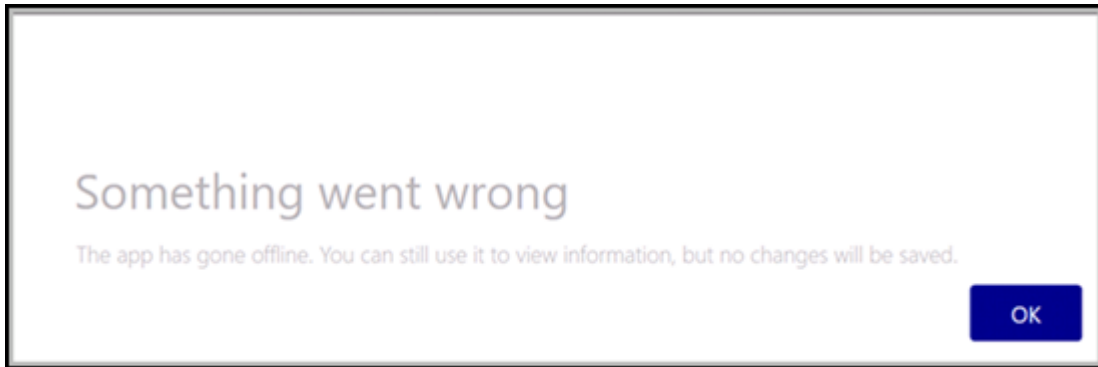 Something went wrong
The app has gone offline. You can still use it to view information, but no changes will be saved.
OK